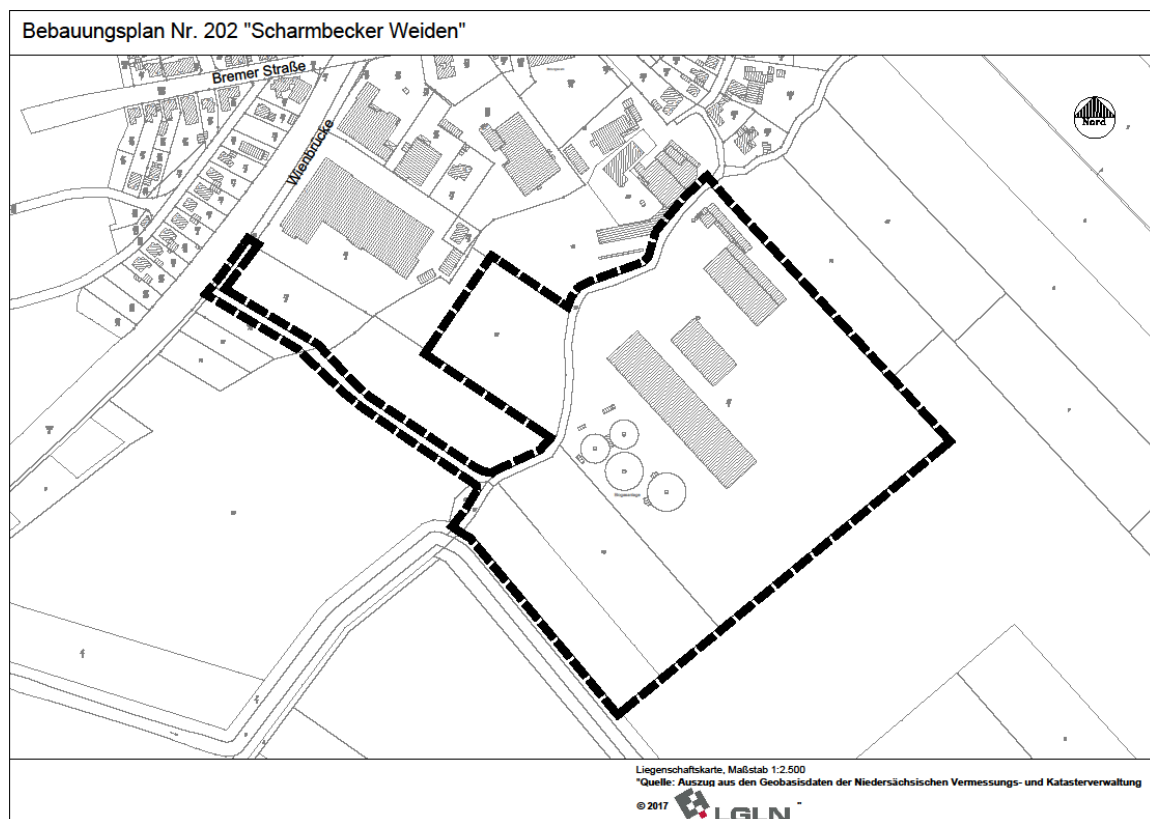 Bebauungsplan Nr. 202 "Scharmbecker Weiden"
Bremer Straße
Wienbrücke
Nord
Biogasanlage
Liegenschaftskarte, Maßstab 1:2.500
"Quelle: Auszug aus den Geobasisdaten der Niedersächsischen Vermessungs- und Katasterverwaltung
© 2017 LGLN "